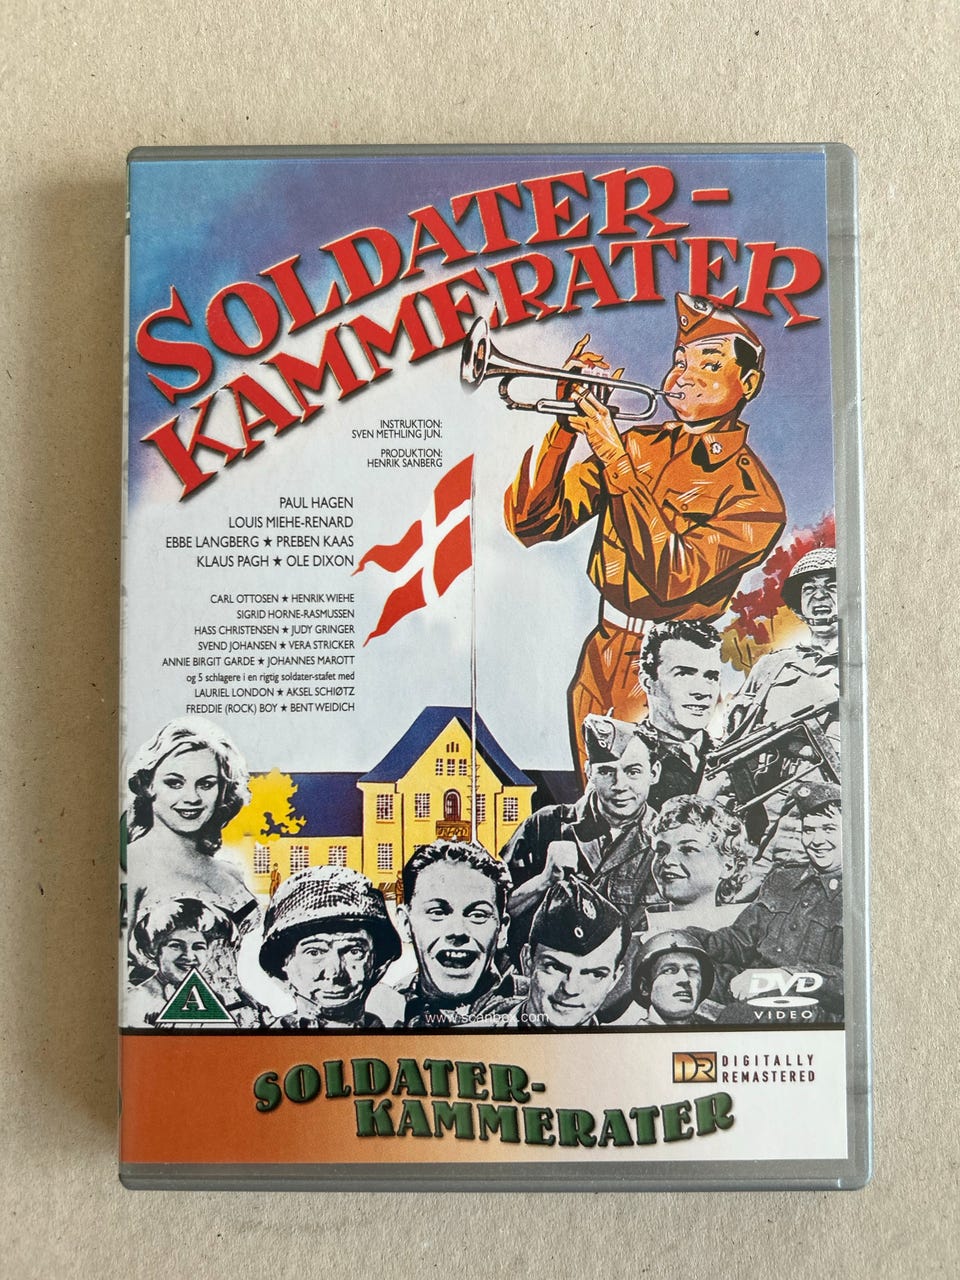 SOLDATER-
KAMMERATER
INSTRUKTION:
SVEN METHLING JUN.
PRODUKTION:
HENRIK SANBERG
PAUL HAGEN
LOUIS MIEHE-RENARD
EBBE LANGBERG ★ PREBEN KAAS
KLAUS PAGH ★ OLE DIXON
CARL OTTOSEN ★ HENRIK WIEHE
SIGRID HORNE-RASMUSSEN
HASS CHRISTENSEN ★ JUDY GRINGER
SVEND JOHANSEN ★ VERA STRICKER
ANNIE BIRGIT GARDE ★ JOHANNES MAROTT
og 5 schlagere i en rigtig soldater-stafet med
LAURIEL LONDON ★ AKSEL SCHIØTZ
FREDDIE (ROCK) BOY ★ BENT WEIDICH
A
www.scanbox.com
DVD
VIDEO
DR DIGITALLY
REMASTERED
SOLDATER-
KAMMERATER